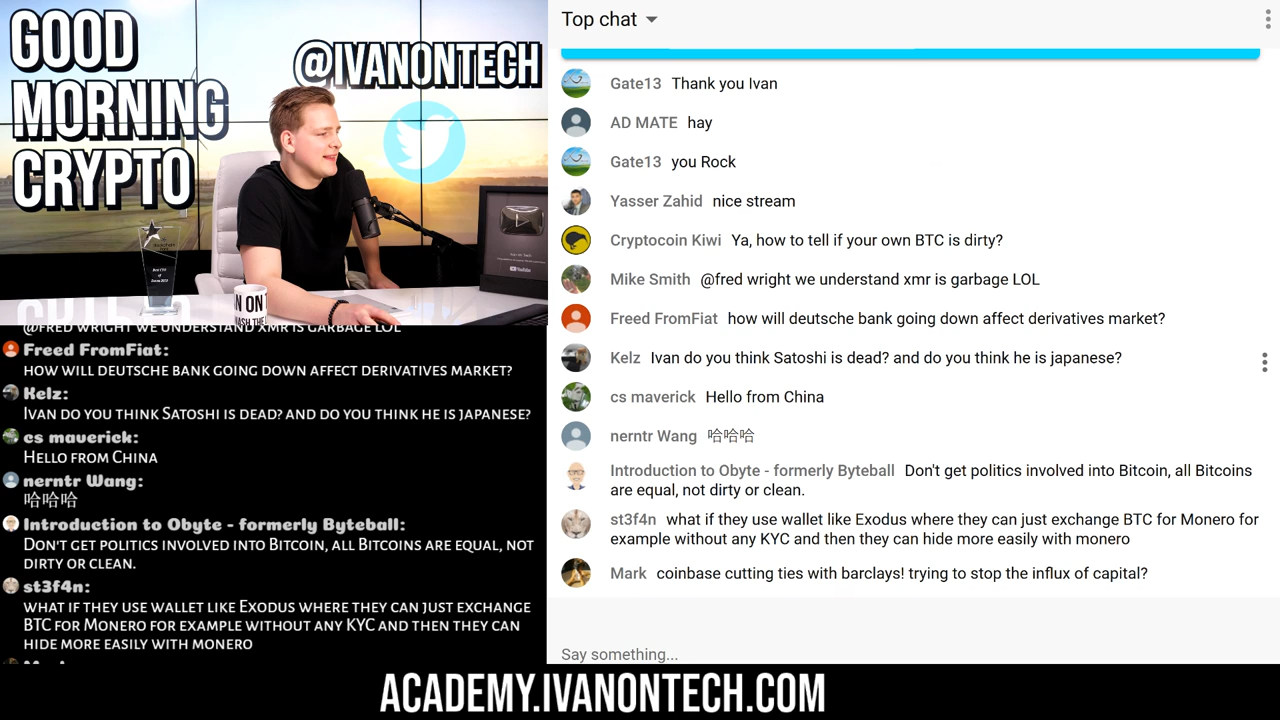 GOOD
MORNING
CRYPTO
@IVANONTECH
N ON T
YouTube
@FRED WRIGHT WE UNDERSTAND XMR IS GARBAGE LOL
Freed FromFiat:
HOW WILL DEUTSCHE BANK GOING DOWN AFFECT DERIVATIVES MARKET?
Kelz:
IVAN DO YOU THINK SATOSHI IS DEAD? AND DO YOU THINK HE IS JAPANESE?
cs maverick:
HELLO FROM CHINA
nerntr Wang:
哈哈哈
Introduction to Obyte - formerly Byteball:
DON'T GET POLITICS INVOLVED INTO BITCOIN, ALL BITCOINS ARE EQUAL, NOT
DIRTY OR CLEAN.
st3f4n:
WHAT IF THEY USE WALLET LIKE EXODUS WHERE THEY CAN JUST EXCHANGE
BTC FOR MONERO FOR EXAMPLE WITHOUT ANY KYC AND THEN THEY CAN
HIDE MORE EASILY WITH MONERO
Top chat
Gate13 Thank you Ivan
AD MATE hay
Gate13 you Rock
Yasser Zahid nice stream
Cryptocoin Kiwi Ya, how to tell if your own BTC is dirty?
Mike Smith @fred wright we understand xmr is garbage LOL
Freed FromFiat how will deutsche bank going down affect derivatives market?
Kelz Ivan do you think Satoshi is dead? and do you think he is japanese?
cs maverick Hello from China
nerntr Wang 哈哈哈
Introduction to Obyte - formerly Byteball Don't get politics involved into Bitcoin, all Bitcoins
are equal, not dirty or clean.
st3f4n what if they use wallet like Exodus where they can just exchange BTC for Monero for
example without any KYC and then they can hide more easily with monero
Mark coinbase cutting ties with barclays! trying to stop the influx of capital?
Say something...
ACADEMY.IVANONTECH.COM